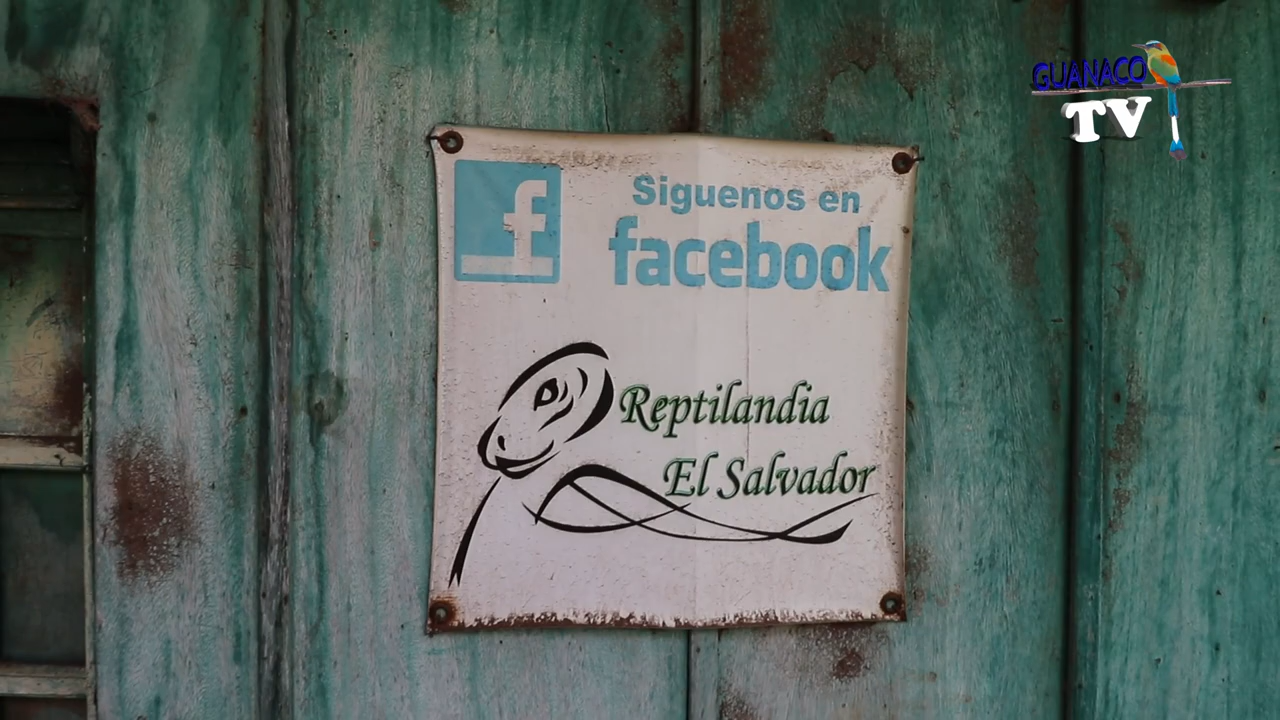 GUANACO
TV
f
Siguenos en
facebook
Reptilandia
El Salvador